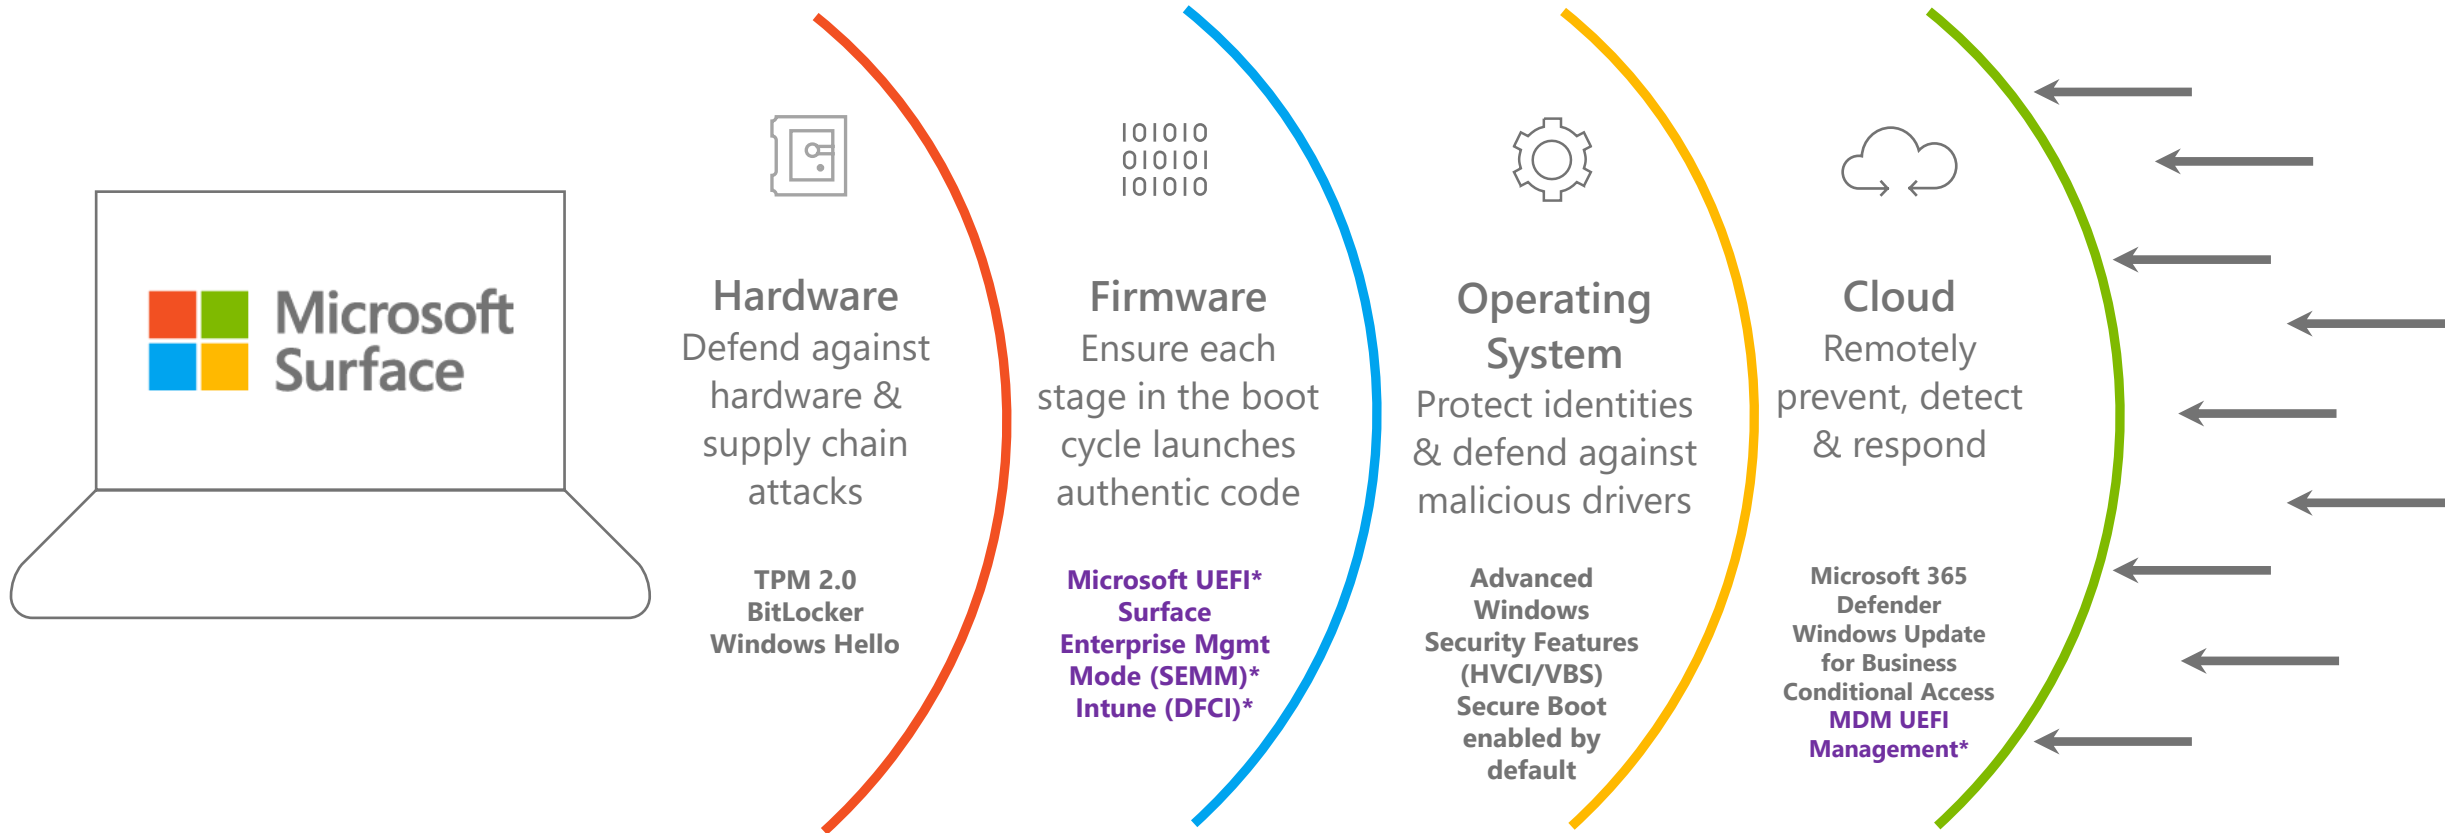 Microsoft
Surface
101010
010101
101010
Hardware
Defend against
hardware &
supply chain
attacks
TPM 2.0
BitLocker
Windows Hello
Firmware
Ensure each
stage in the boot
cycle launches
authentic code
Microsoft UEFI*
Surface
Enterprise Mgmt
Mode (SEMM)*
Intune (DFCI)*
Operating
System
Protect identities
& defend against
malicious drivers
Advanced
Windows
Security Features
(HVCI/VBS)
Secure Boot
enabled by
default
Cloud
Remotely
prevent, detect
& respond
Microsoft 365
Defender
Windows Update
for Business
Conditional Access
MDM UEFI
Management*